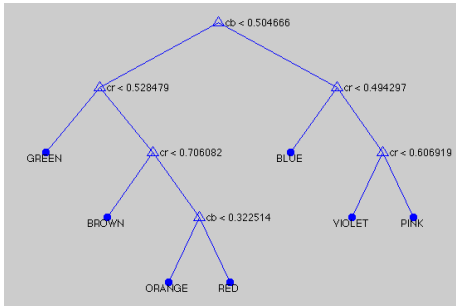 cb < 0.504666
cr < 0.528479
cr < 0.494297
GREEN
cr < 0.706082
BLUE
cr < 0.606919
BROWN
cb < 0.322514
VIOLET
PINK
ORANGE
RED